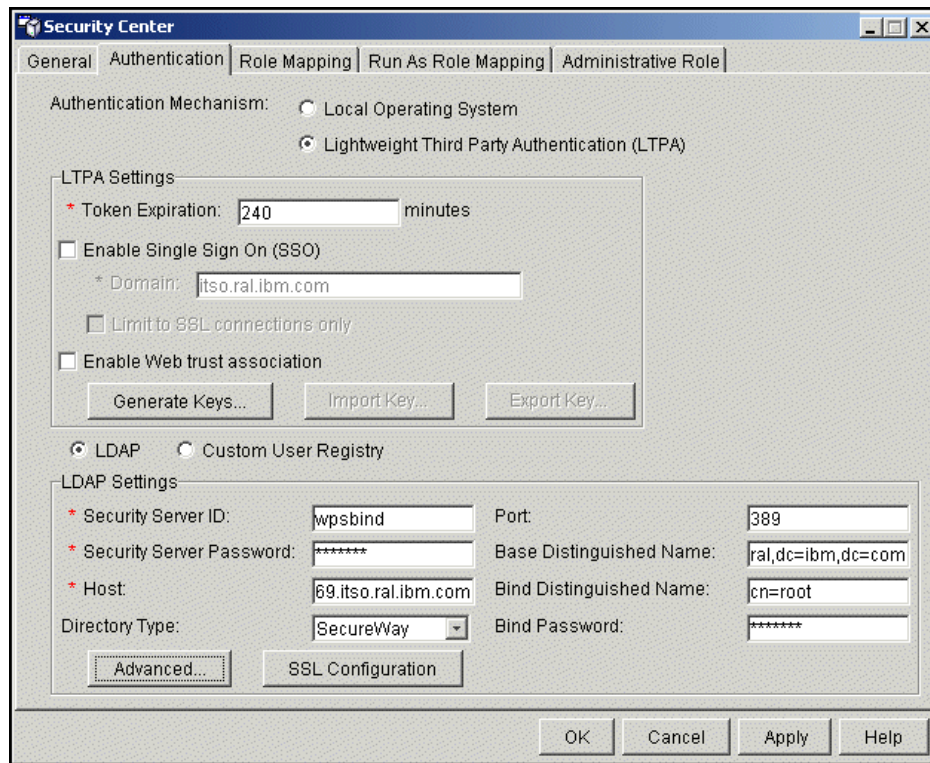 Security Center
General Authentication Role Mapping Run As Role Mapping Administrative Role
Authentication Mechanism: Local Operating System
Lightweight Third Party Authentication (LTPA)
LTPA Settings
* Token Expiration: 240 minutes
Enable Single Sign On (SSO)
* Domain: itso.ral.ibm.com
Limit to SSL connections only
Enable Web trust association
Generate Keys... Import Key... Export Key...
LDAP Custom User Registry
LDAP Settings
* Security Server ID: wpsbind Port: 389
* Security Server Password: ******* Base Distinguished Name: ral,dc=ibm,dc=com
* Host: 69.itso.ral.ibm.com Bind Distinguished Name: cn=root
Directory Type: SecureWay Bind Password: *******
Advanced... SSL Configuration
OK Cancel Apply Help